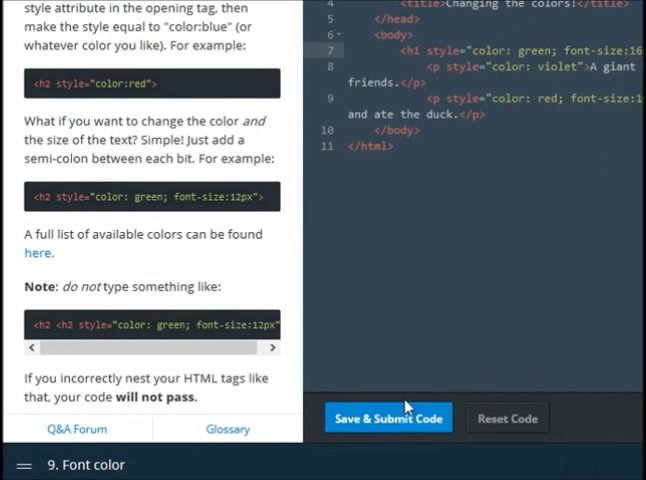 style attribute in the opening tag, then
make the style equal to "color:blue" (or
whatever color you like). For example:
<h2 style="color:red">
What if you want to change the color and
the size of the text? Simple! Just add a
semi-colon between each bit. For example:
<h2 style="color: green; font-size:12px">
A full list of available colors can be found
here.
Note: do not type something like:
<h2 <h2 style="color: green; font-size:12px"
If you incorrectly nest your HTML tags like
that, your code will not pass.
Q&A Forum Glossary
4 <title>Changing the colors!</title>
5 </head>
6 <body>
7 <h1 style="color: green; font-size:16
8 <p style="color: violet">A giant
friends.</p>
9 <p style="color: red; font-size:1
and ate the duck.</p>
10 </body>
11 </html>
Save & Submit Code Reset Code
9. Font color